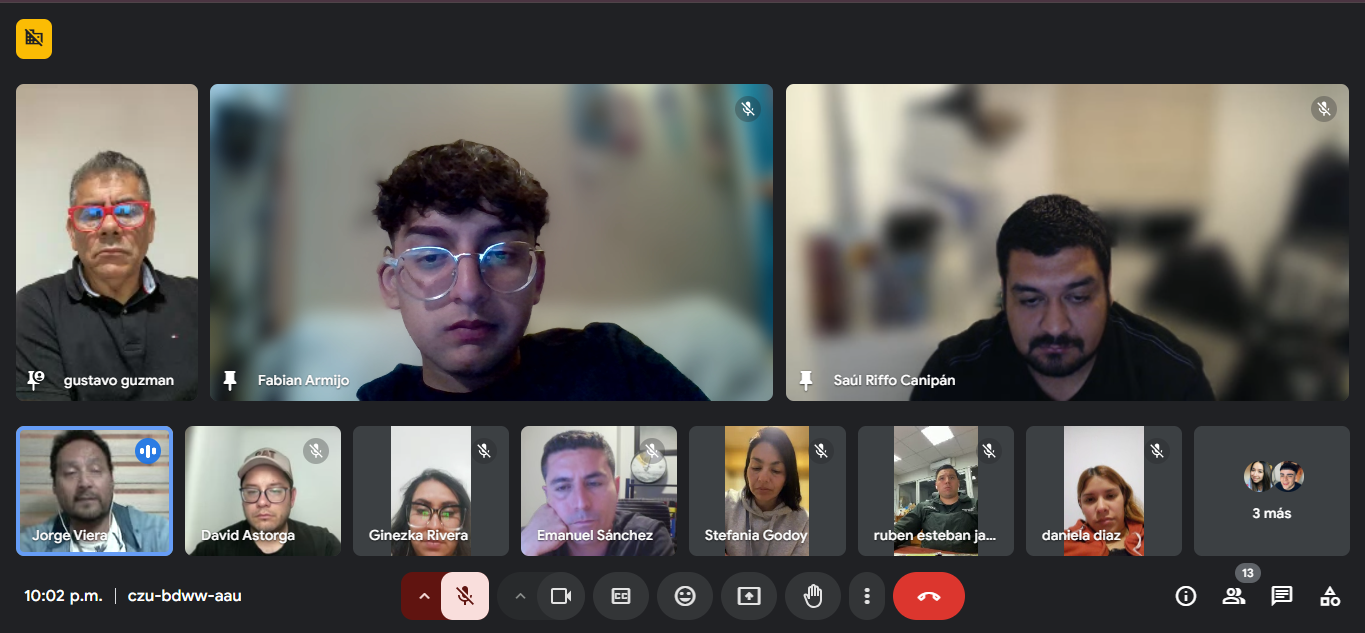 gustavo guzman
Fabian Armijo
Saúl Riffo Canipán
Jorge Viera
David Astorga
Ginezka Rivera
Emanuel Sánchez
Stefania Godoy
ruben esteban ja...
daniela diaz
3 más
10:02 p.m.
czu-bdww-aau
CC
13